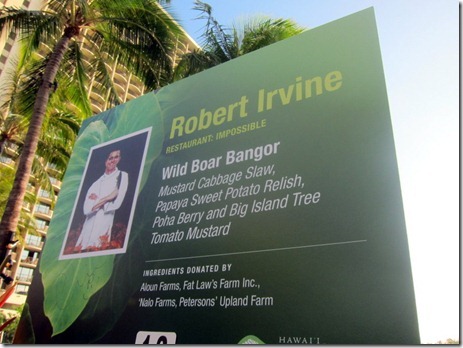 Robert Irvine
RESTAURANT: IMPOSSIBLE
Wild Boar Bangor
Mustard Cabbage Slaw,
Papaya Sweet Potato Relish,
Poha Berry and Big Island Tree
Tomato Mustard
INGREDIENTS DONATED BY
Aloun Farms, Fat Law's Farm Inc.,
'Nalo Farms, Petersons' Upland Farm
HAWAI'I